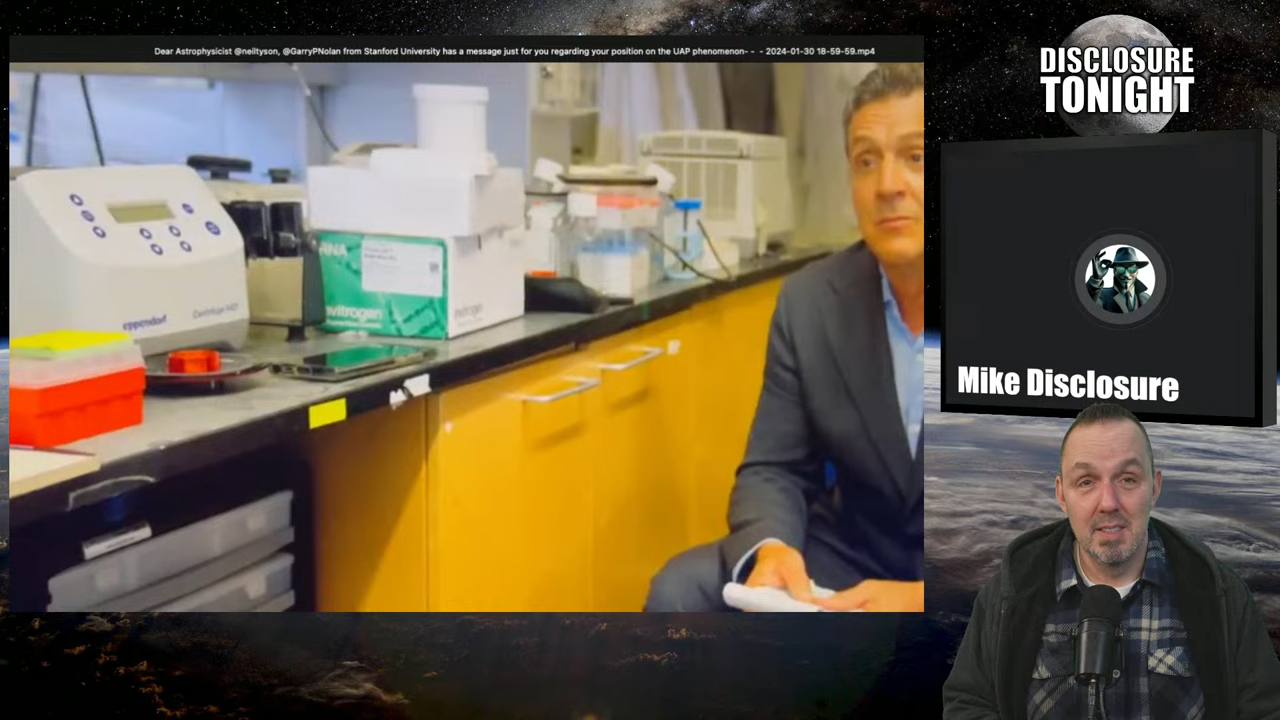 Dear Astrophysicist @neiltyson, @GarryPNolan from Stanford University has a message just for you regarding your position on the UAP phenomenon- - - 2024-01-30 18-59-59.mp4
DISCLOSURE
TONIGHT
RNA
invitrogen
eppendorf
Mike Disclosure